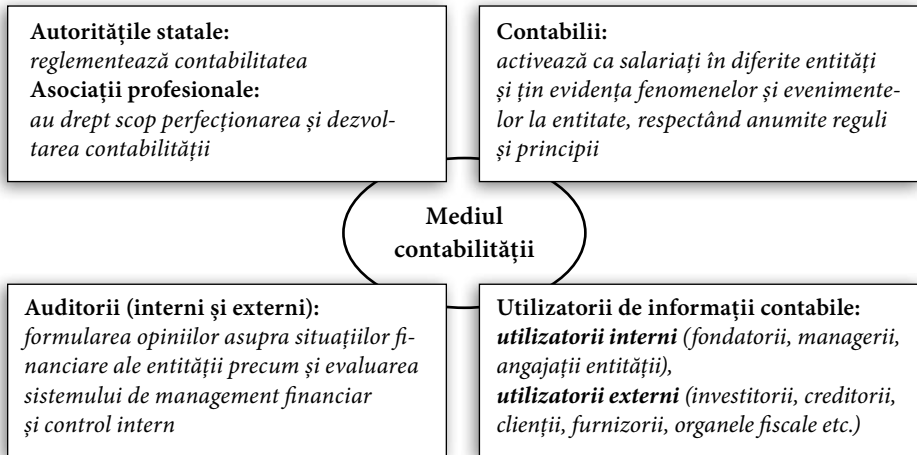 Autoritățile statale:
reglementează contabilitatea
Asociații profesionale:
au drept scop perfecționarea și dezvol-
tarea contabilității
Contabilii:
activează ca salariați în diferite entități
și țin evidența fenomenelor și evenimente-
lor la entitate, respectând anumite reguli
și principii
Mediul
contabilității
Auditorii (interni și externi):
formularea opiniilor asupra situațiilor fi-
nanciare ale entității precum și evaluarea
sistemului de management financiar
și control intern
Utilizatorii de informații contabile:
utilizatorii interni (fondatorii, managerii,
angajații entității),
utilizatorii externi (investitorii, creditorii,
clienții, furnizorii, organele fiscale etc.)